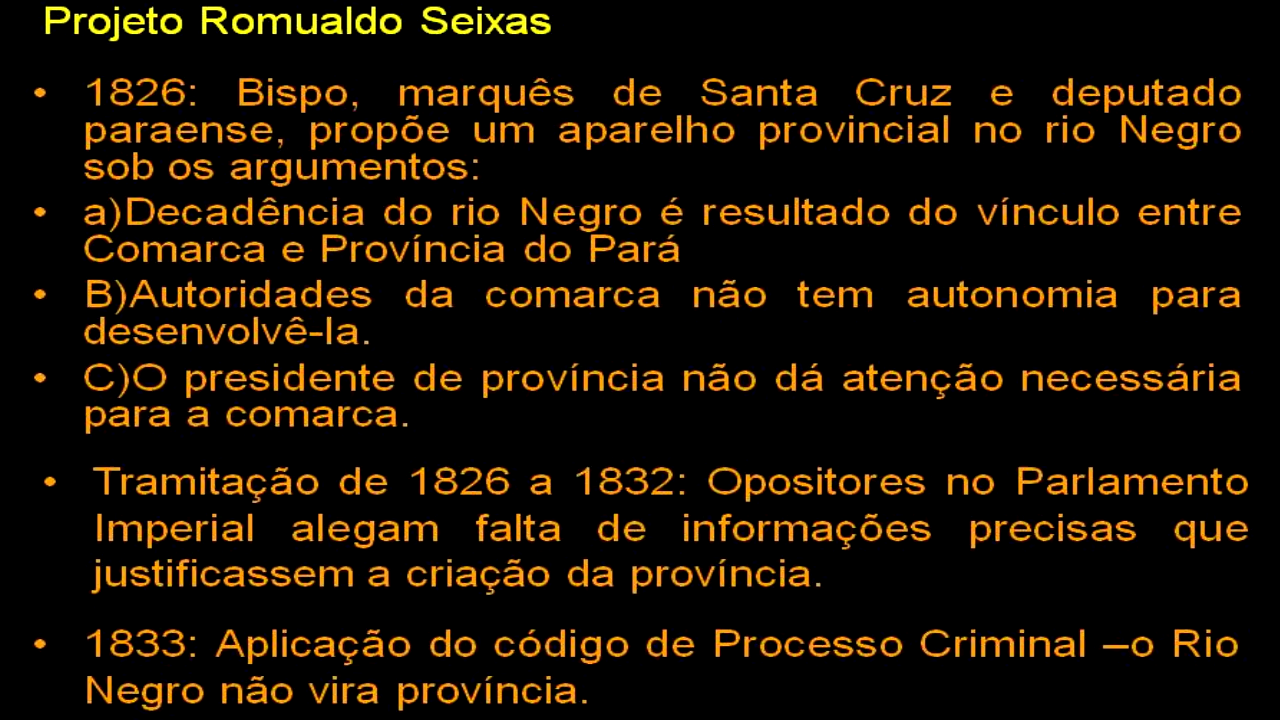 Projeto Romualdo Seixas
• 1826: Bispo, marquês de Santa Cruz e deputado
paraense, propõe um aparelho provincial no rio Negro
sob os argumentos:
• a)Decadência do rio Negro é resultado do vínculo entre
Comarca e Província do Pará
• B)Autoridades da comarca não tem autonomia para
desenvolvê-la.
• C)O presidente de província não dá atenção necessária
para a comarca.
• Tramitação de 1826 a 1832: Opositores no Parlamento
Imperial alegam falta de informações precisas que
justificassem a criação da província.
• 1833: Aplicação do código de Processo Criminal –o Rio
Negro não vira província.